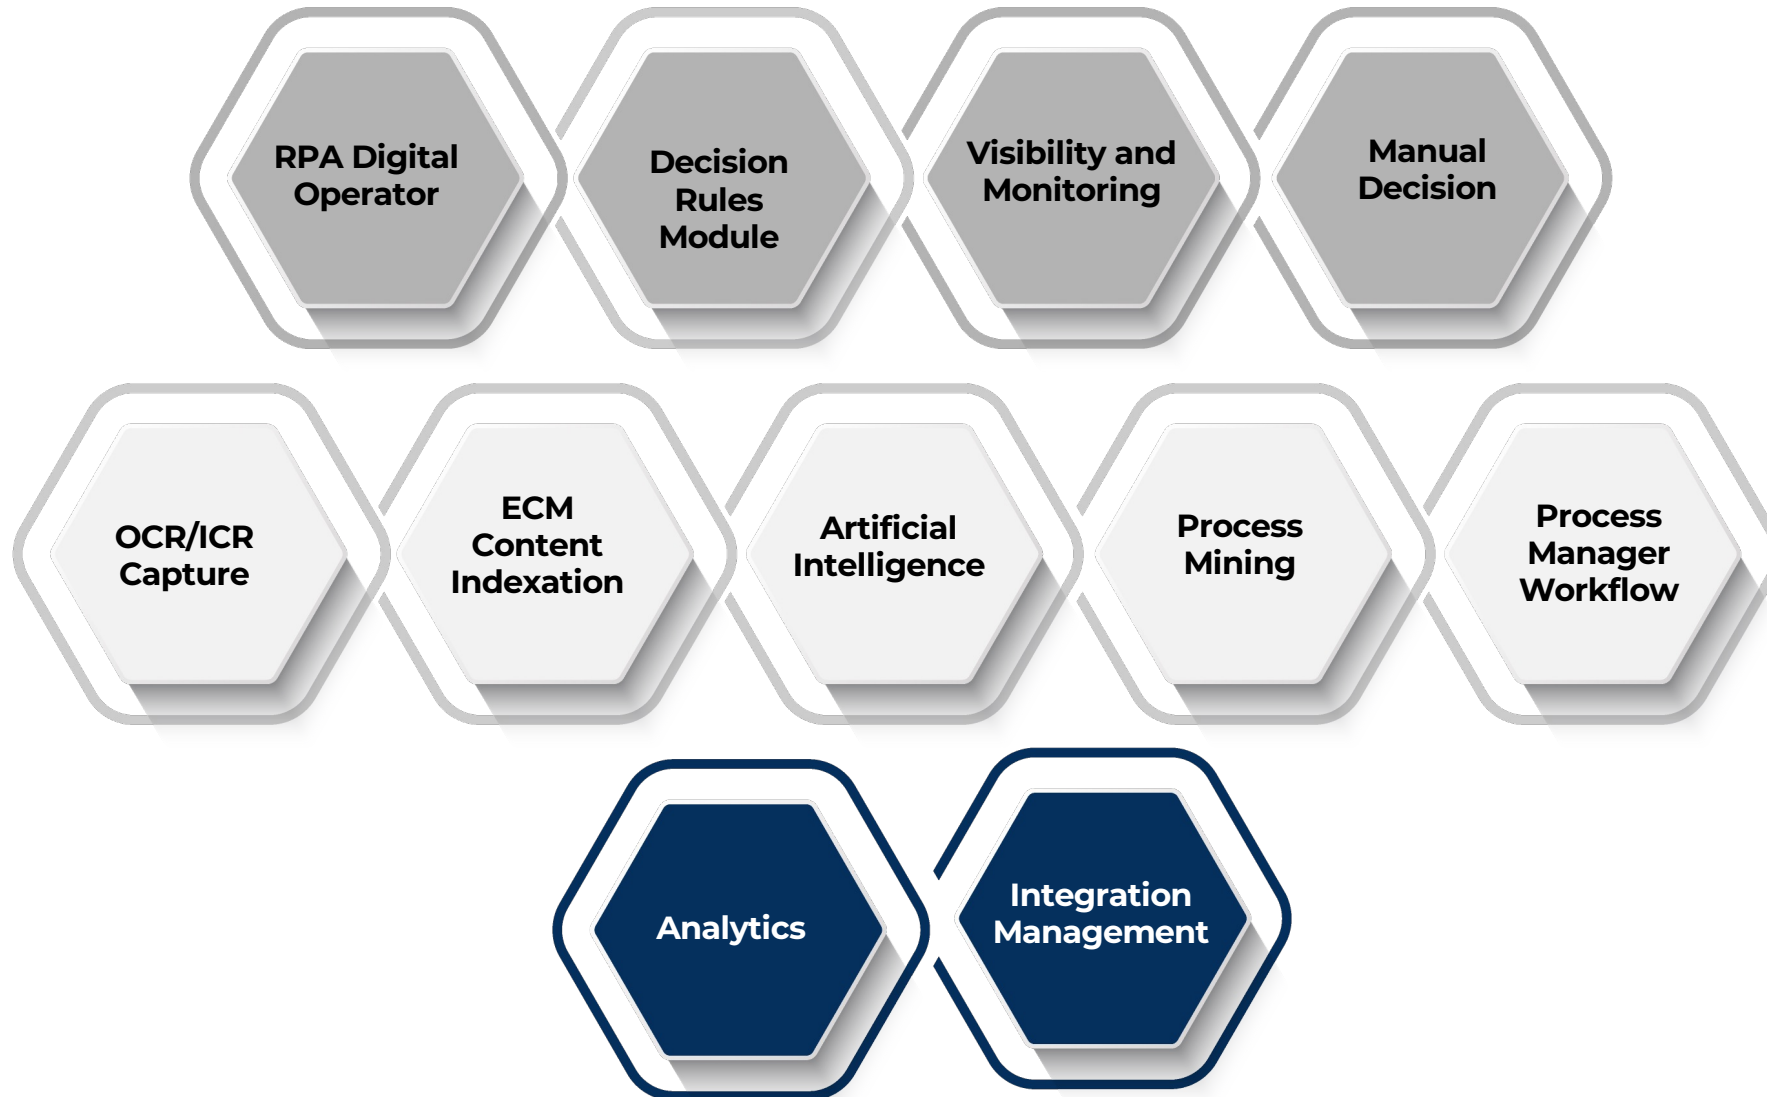 RPA Digital
Operator
Decision
Rules
Module
Visibility and
Monitoring
Manual
Decision
OCR/ICR
Capture
ECM
Content
Indexation
Artificial
Intelligence
Process
Mining
Process
Manager
Workflow
Analytics
Integration
Management